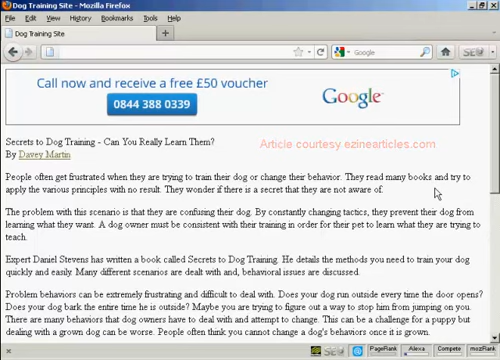 Dog Training Site - Mozilla Firefox
File Edit View History Bookmarks Tools Help
Dog Training Site
Google
Call now and receive a free £50 voucher
0844 388 0339
Google
Secrets to Dog Training - Can You Really Learn Them?
Article courtesy ezinearticles.com
By Davey Martin
People often get frustrated when they are trying to train their dog or change their behavior. They read many books and try to
apply the various principles with no result. They wonder if there is a secret that they are not aware of.
The problem with this scenario is that they are confusing their dog. By constantly changing tactics, they prevent their dog from
learning what they want. A dog owner must be consistent with their training in order for their pet to learn what they are trying to
teach.
Expert Daniel Stevens has written a book called Secrets to Dog Training. He details the methods you need to train your dog
quickly and easily. Many different scenarios are dealt with and, behavioral issues are discussed.
Problem behaviors can be extremely frustrating and difficult to deal with. Does your dog run outside every time the door opens?
Does your dog bark the entire time he is outside? Maybe you are trying to figure out a way to stop him from jumping on you.
There are many behaviors that dog owners have to deal with and attempt to change. This can be a challenge for a puppy but
dealing with a grown dog can be worse. People often think you cannot change a dog's behaviors once it is grown.
PageRank Alexa Compete mozRank